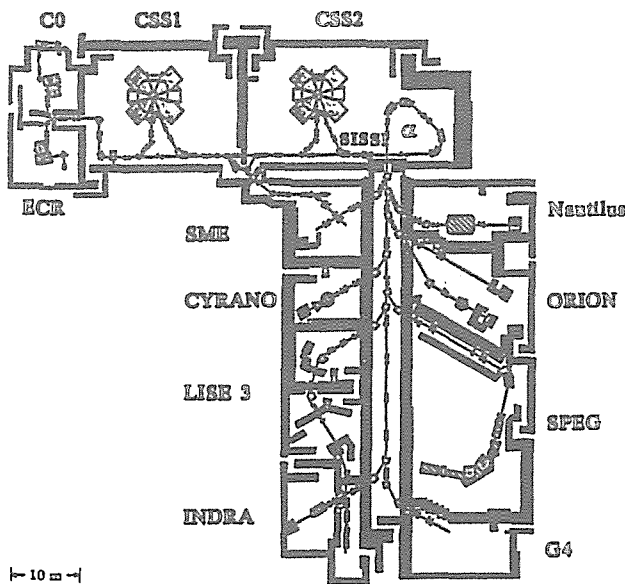 C0 CSS1 CSS2
SISSI
α
ECR
SME
Nautilus
CYRANO
ORION
LISE 3
SPEG
INDRA
G4
10 m